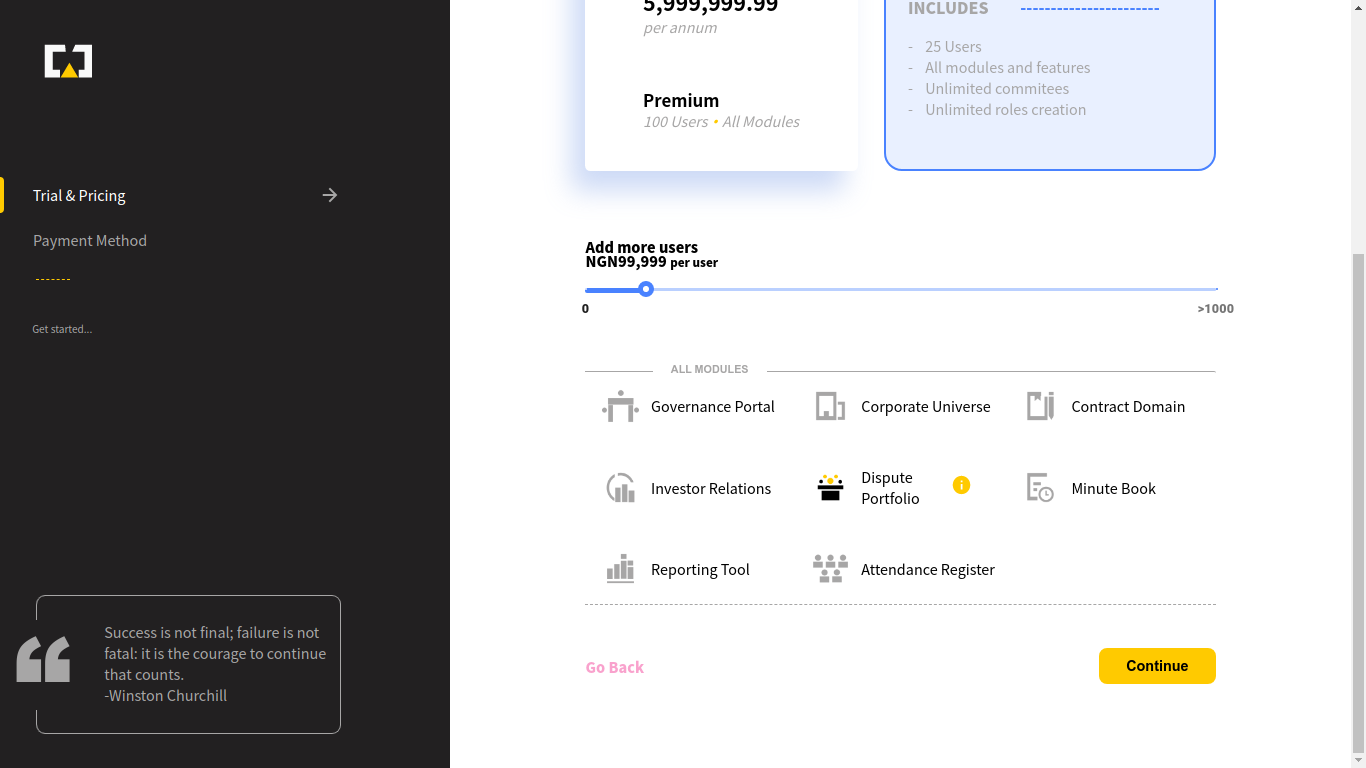 Trial & Pricing
Payment Method
-------
Get started...
Success is not final; failure is not
fatal: it is the courage to continue
that counts.
-Winston Churchill
5,999,999.99
per annum
Premium
100 Users • All Modules
INCLUDES
- 25 Users
- All modules and features
- Unlimited commitees
- Unlimited roles creation
Add more users
NGN99,999 per user
0 >1000
ALL MODULES
Governance Portal
Corporate Universe
Contract Domain
Investor Relations
Dispute
Portfolio
Minute Book
Reporting Tool
Attendance Register
Go Back
Continue